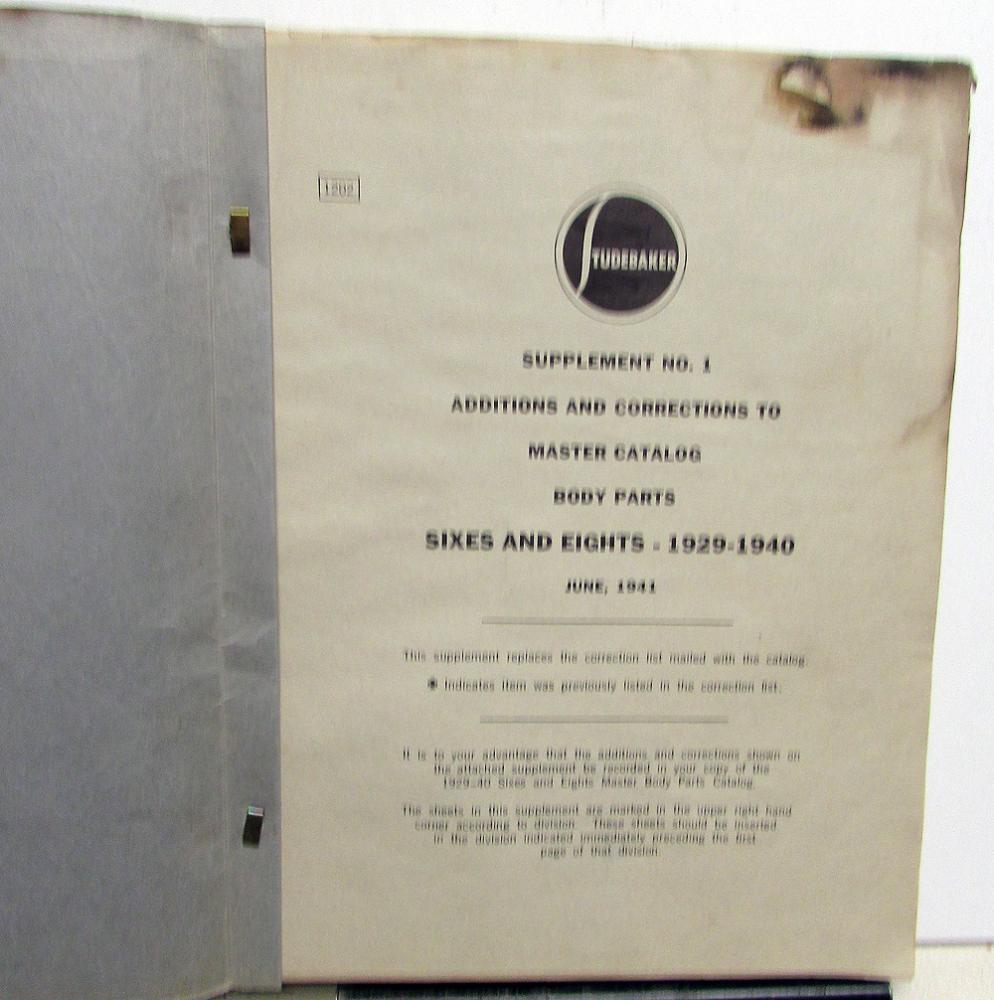 1202
STUDEBAKER
SUPPLEMENT NO. 1
ADDITIONS AND CORRECTIONS TO
MASTER CATALOG
BODY PARTS
SIXES AND EIGHTS - 1929-1940
JUNE, 1941
This supplement replaces the correction list mailed with the catalog.
✱ Indicates item was previously listed in the correction list.
It is to your advantage that the additions and corrections shown on
the attached supplement be recorded in your copy of the
1929-40 Sixes and Eights Master Body Parts Catalog.
The sheets in this supplement are marked in the upper right hand
corner according to division. These sheets should be inserted
in the division indicated immediately preceding the first
page of that division.